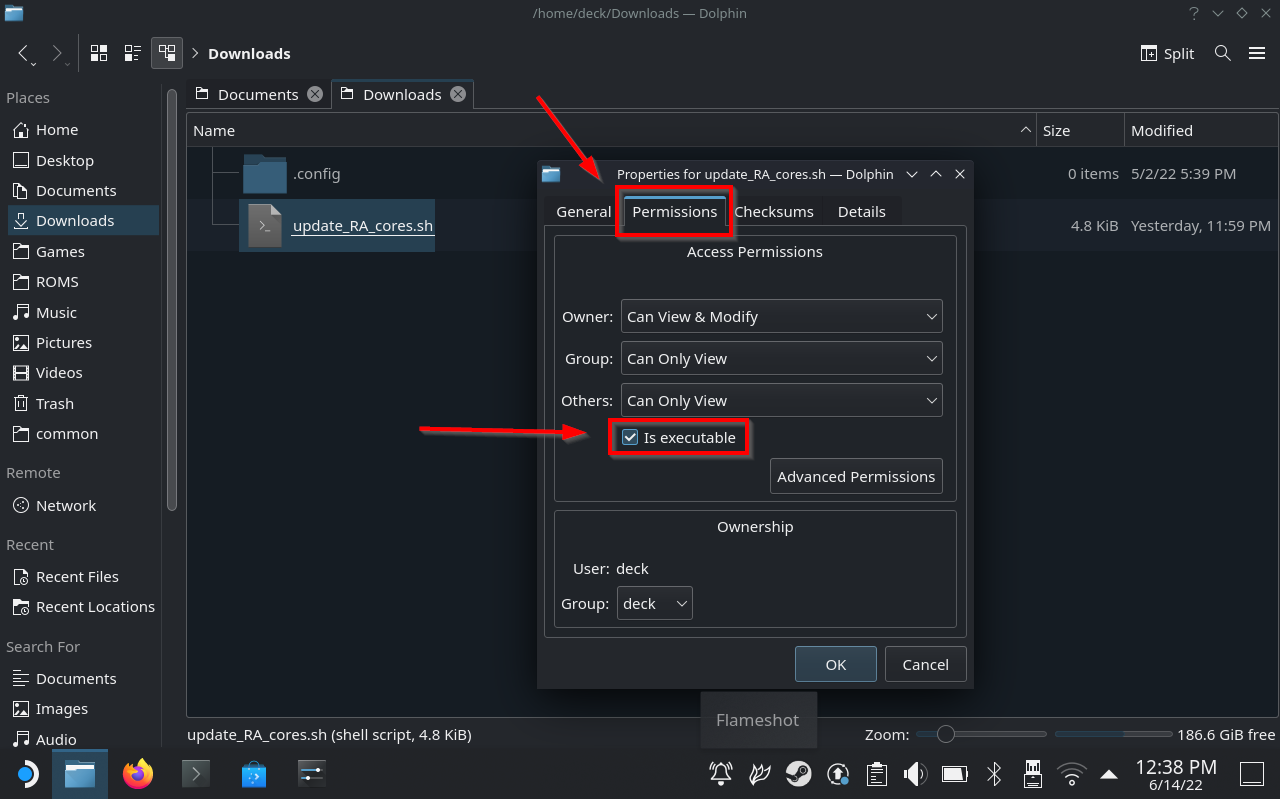 /home/deck/Downloads — Dolphin
Downloads
Split
Places
Home
Desktop
Documents
Downloads
Games
ROMS
Music
Pictures
Videos
Trash
common
Remote
Network
Recent
Recent Files
Recent Locations
Search For
Documents
Images
Audio
Documents
Downloads
Name
Size
Modified
.config
0 items
5/2/22 5:39 PM
update_RA_cores.sh
4.8 KiB
Yesterday, 11:59 PM
Properties for update_RA_cores.sh — Dolphin
General
Permissions
Checksums
Details
Access Permissions
Owner: Can View & Modify
Group: Can Only View
Others: Can Only View
Is executable
Advanced Permissions
Ownership
User: deck
Group: deck
OK
Cancel
Flameshot
update_RA_cores.sh (shell script, 4.8 KiB)
Zoom:
186.6 GiB free
12:38 PM
6/14/22